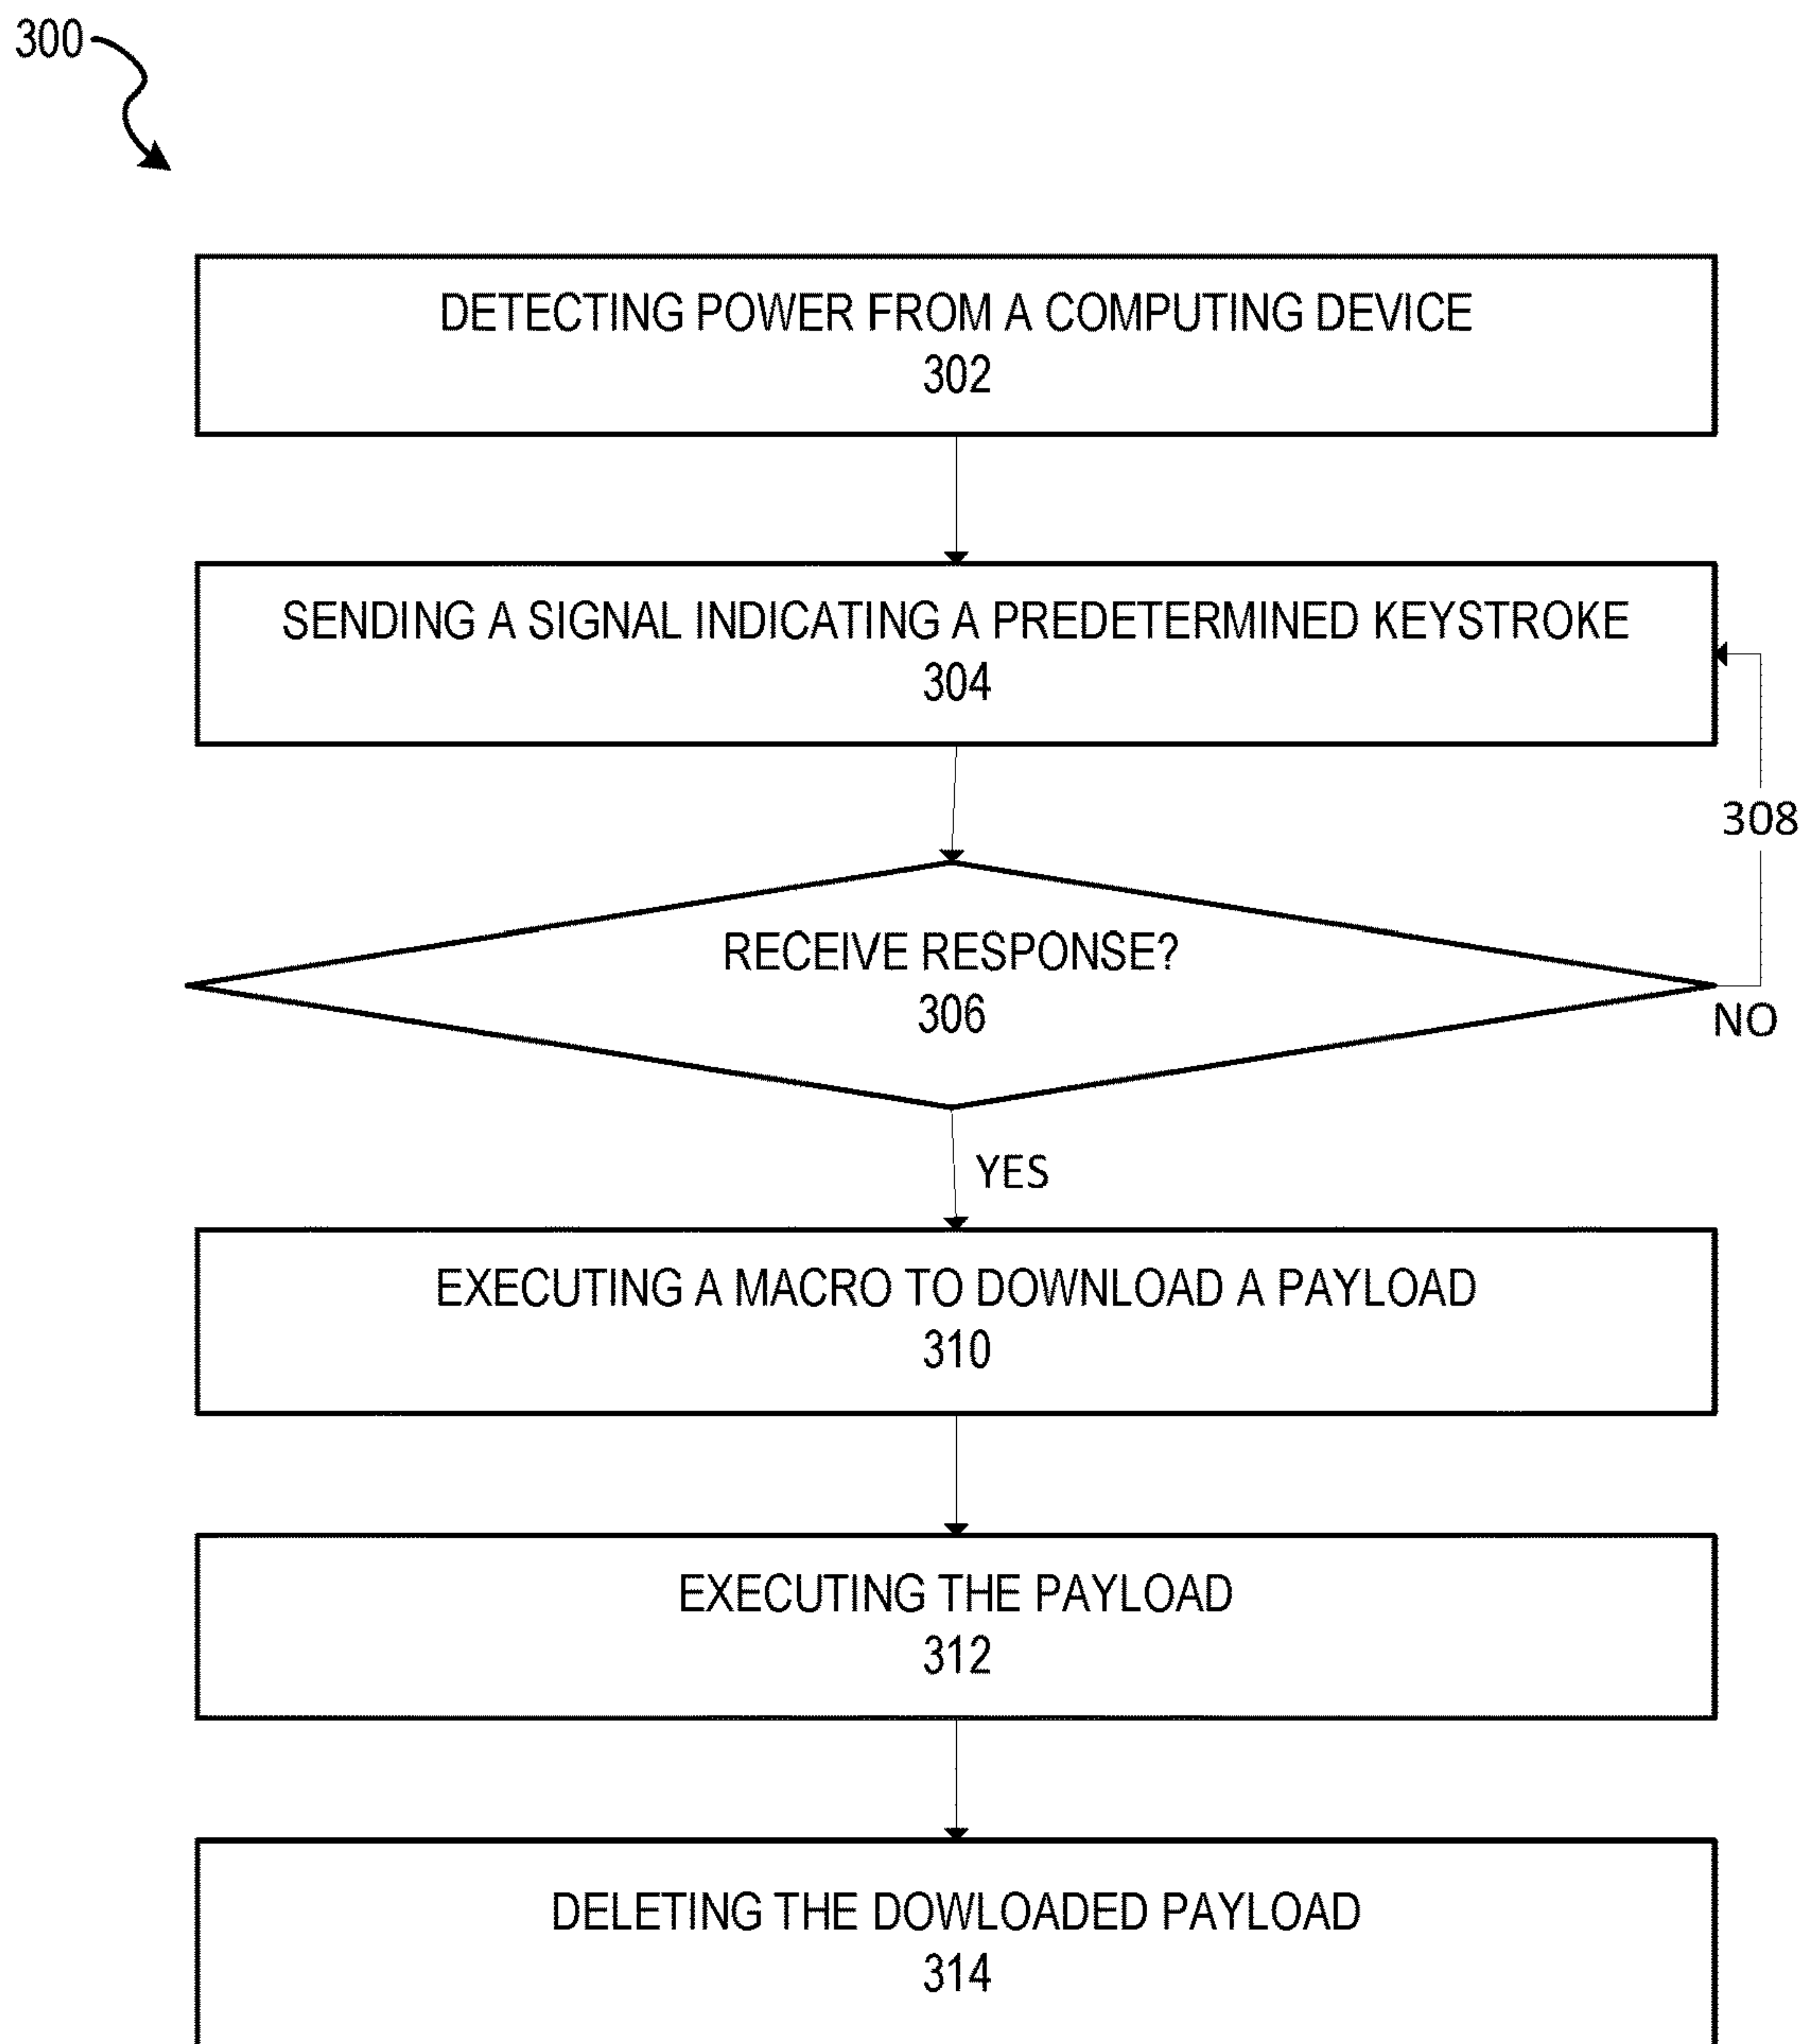 300
DETECTING POWER FROM A COMPUTING DEVICE
302
SENDING A SIGNAL INDICATING A PREDETERMINED KEYSTROKE
304
308
RECEIVE RESPONSE?
306
NO
YES
EXECUTING A MACRO TO DOWNLOAD A PAYLOAD
310
EXECUTING THE PAYLOAD
312
DELETING THE DOWLOADED PAYLOAD
314